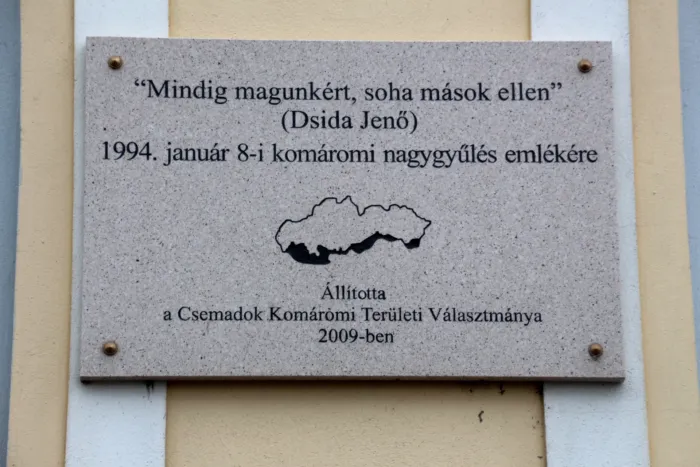 “Mindig magunkért, soha mások ellen”
(Dsida Jenő)
1994. január 8-i komáromi nagygyűlés emlékére
Állította
a Csemadok Komáromi Területi Választmánya
2009-ben